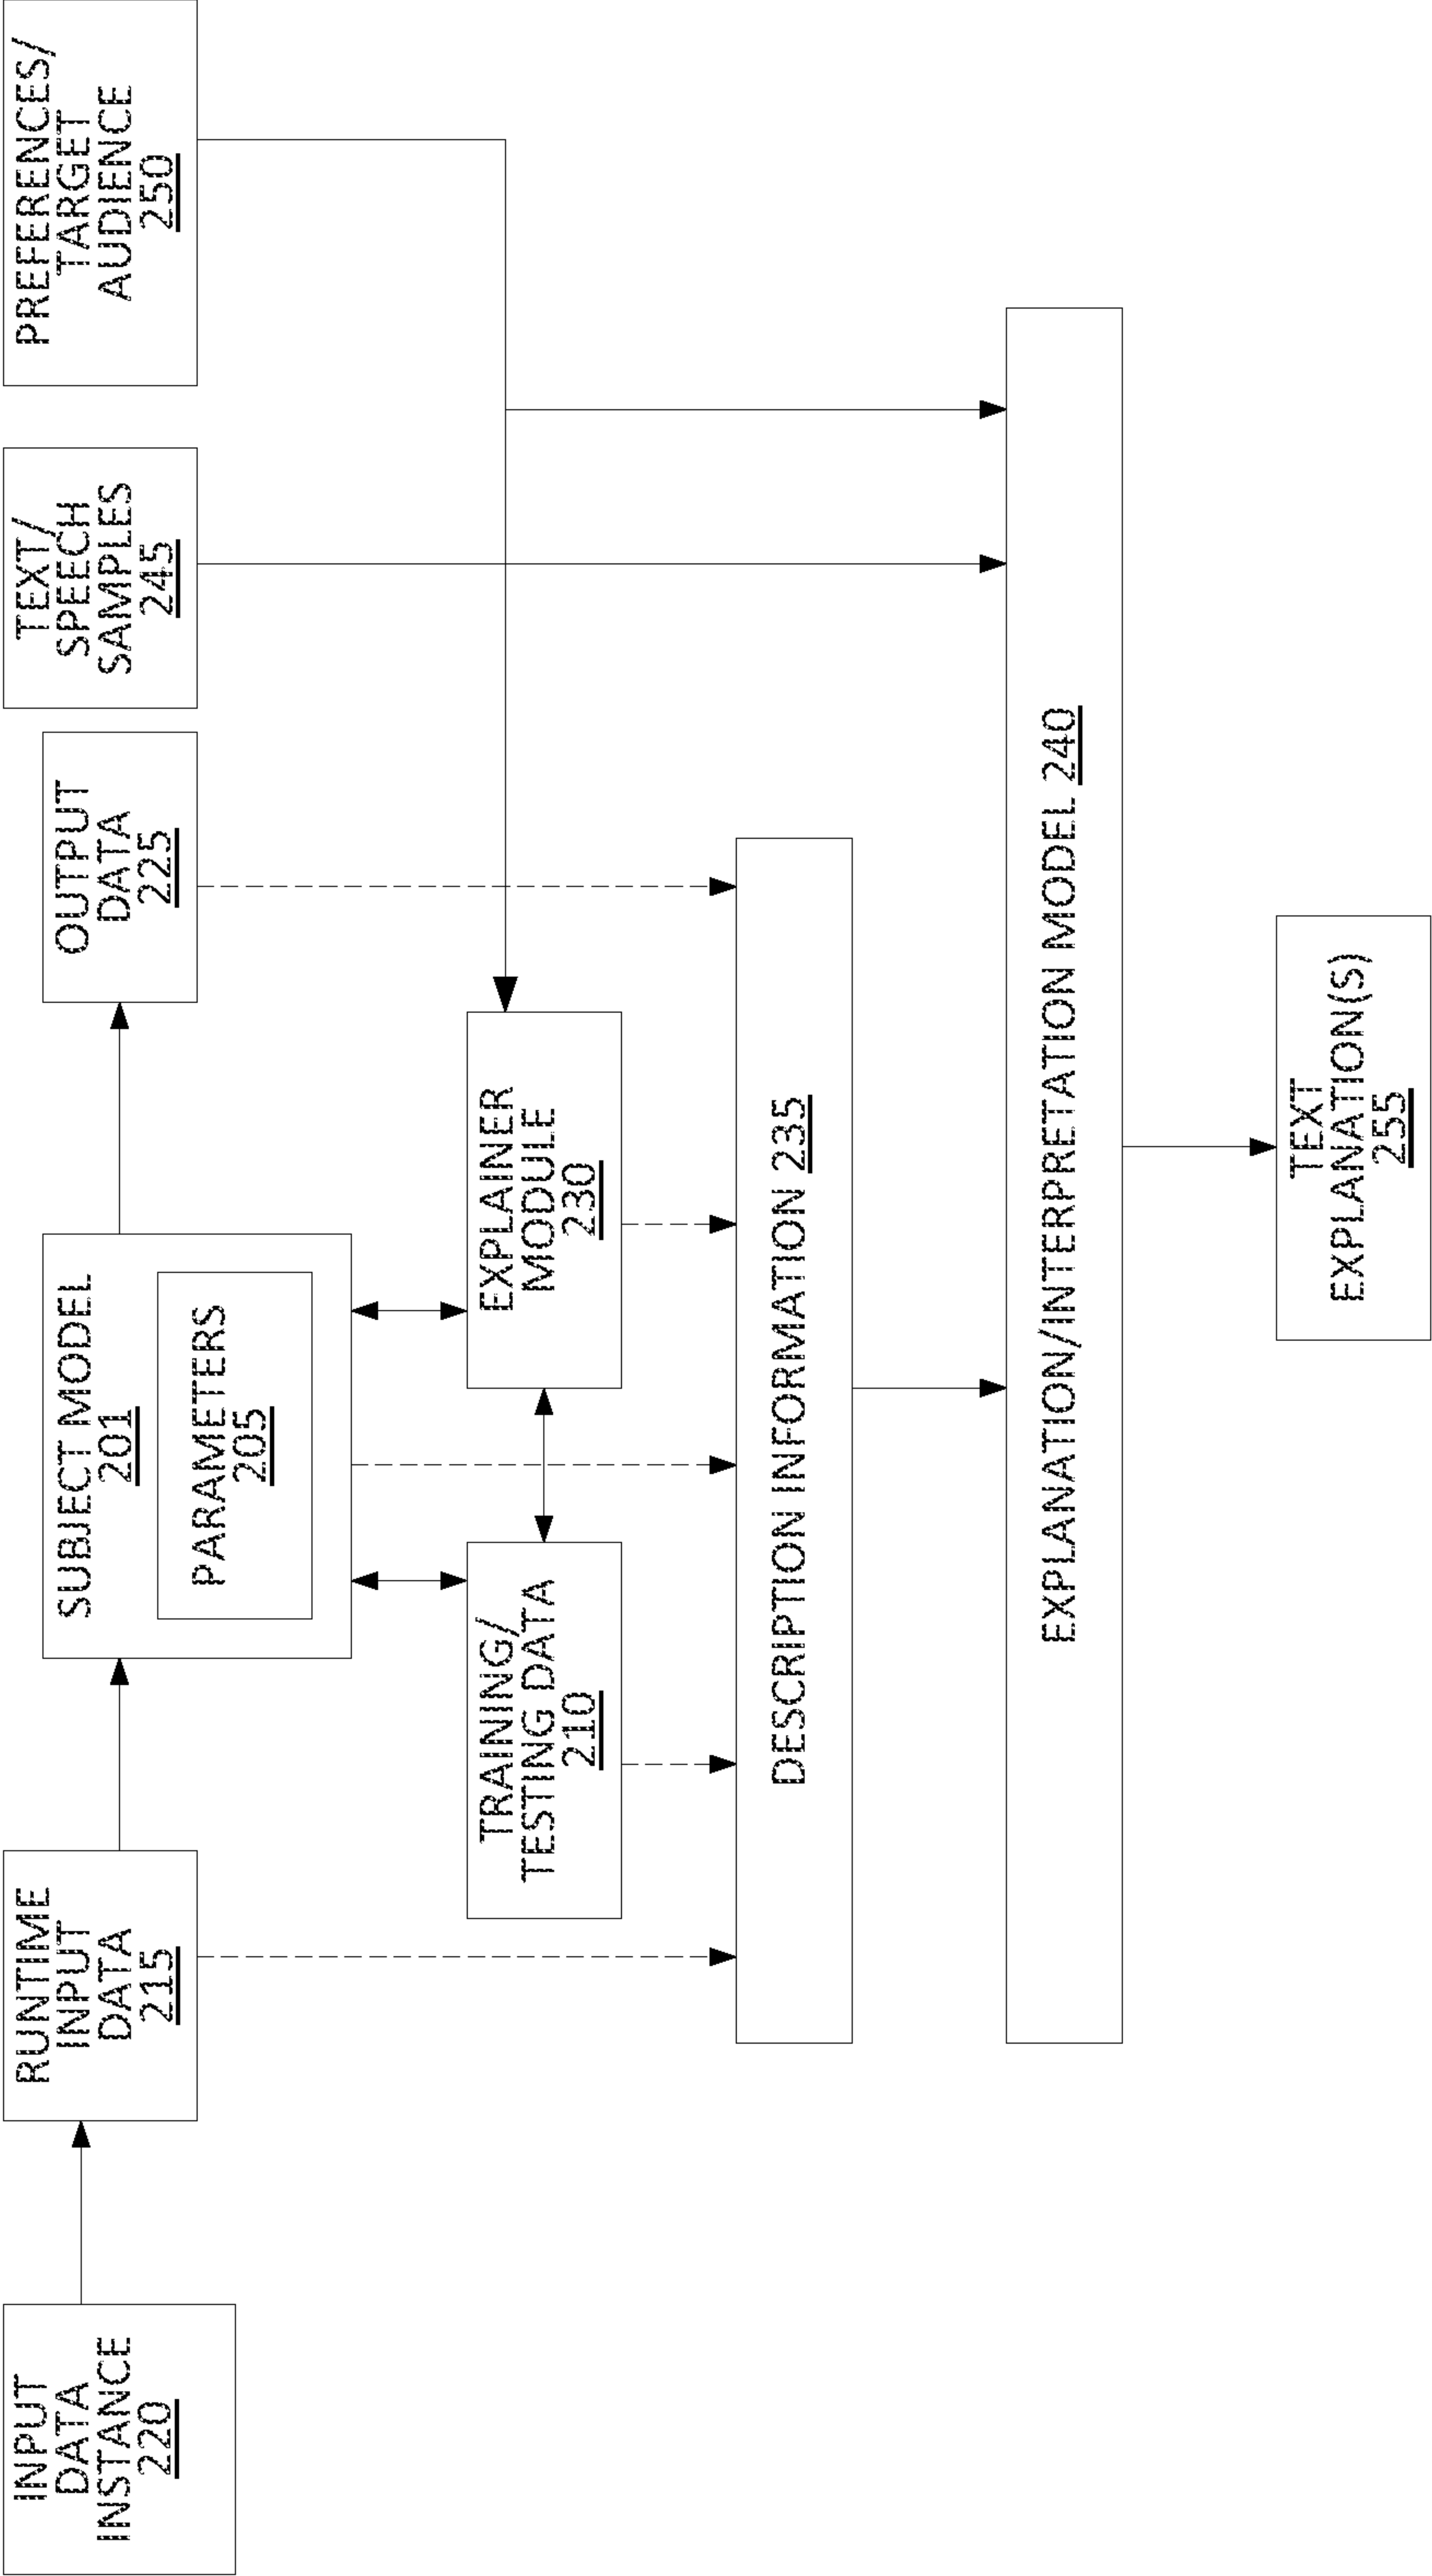 INPUT
DATA
INSTANCE
220
RUNTIME
INPUT
DATA
215
SUBJECT MODEL
201
PARAMETERS
205
OUTPUT
DATA
225
TEXT/
SPEECH
SAMPLES
245
PREFERENCES/
TARGET
AUDIENCE
250
TRAINING/
TESTING DATA
210
EXPLAINER
MODULE
230
DESCRIPTION INFORMATION 235
EXPLANATION/INTERPRETATION MODEL 240
TEXT
EXPLANATION(S)
255